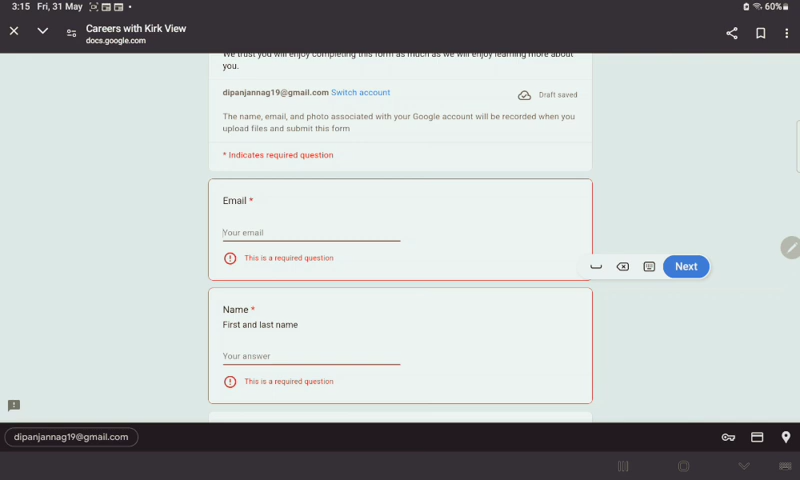 3:15 Fri, 31 May
60%
Careers with Kirk View
docs.google.com
We trust you will enjoy completing this form as much as we will enjoy learning more about
you.
dipanjannag19@gmail.com Switch account
Draft saved
The name, email, and photo associated with your Google account will be recorded when you
upload files and submit this form
* Indicates required question
Email *
Your email
This is a required question
Next
Name *
First and last name
Your answer
This is a required question
dipanjannag19@gmail.com